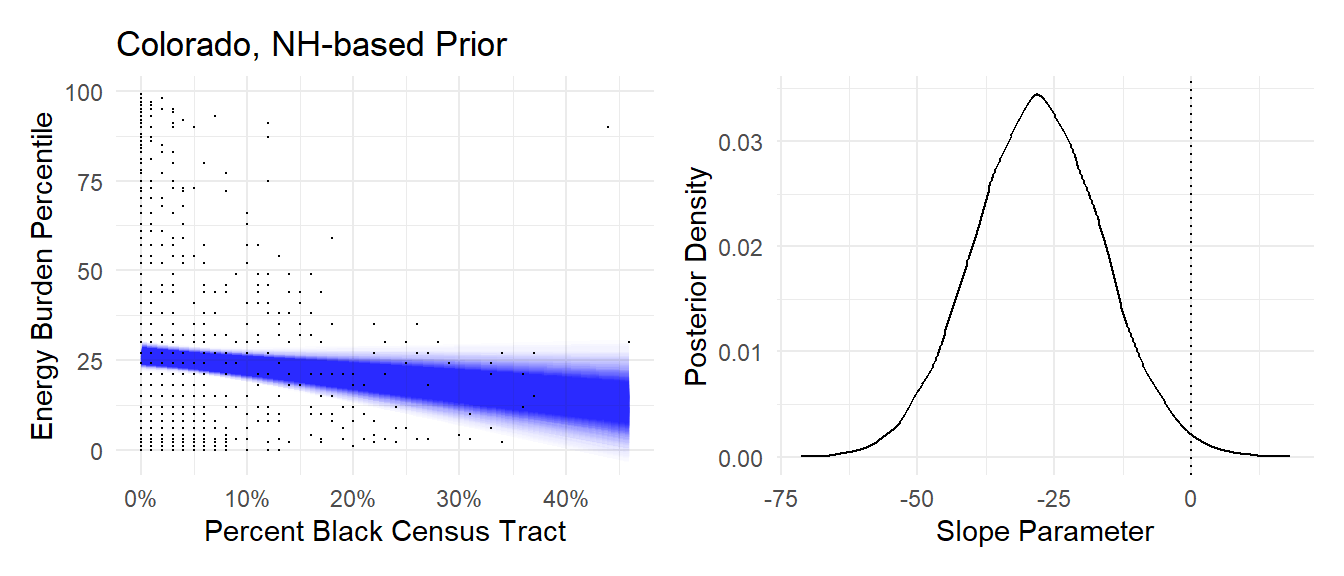 Colorado, NH-based Prior
Energy Burden Percentile
100
75
50
25
0
0% 10% 20% 30% 40%
Percent Black Census Tract
Posterior Density
0.03
0.02
0.01
0.00
-75 -50 -25 0
Slope Parameter